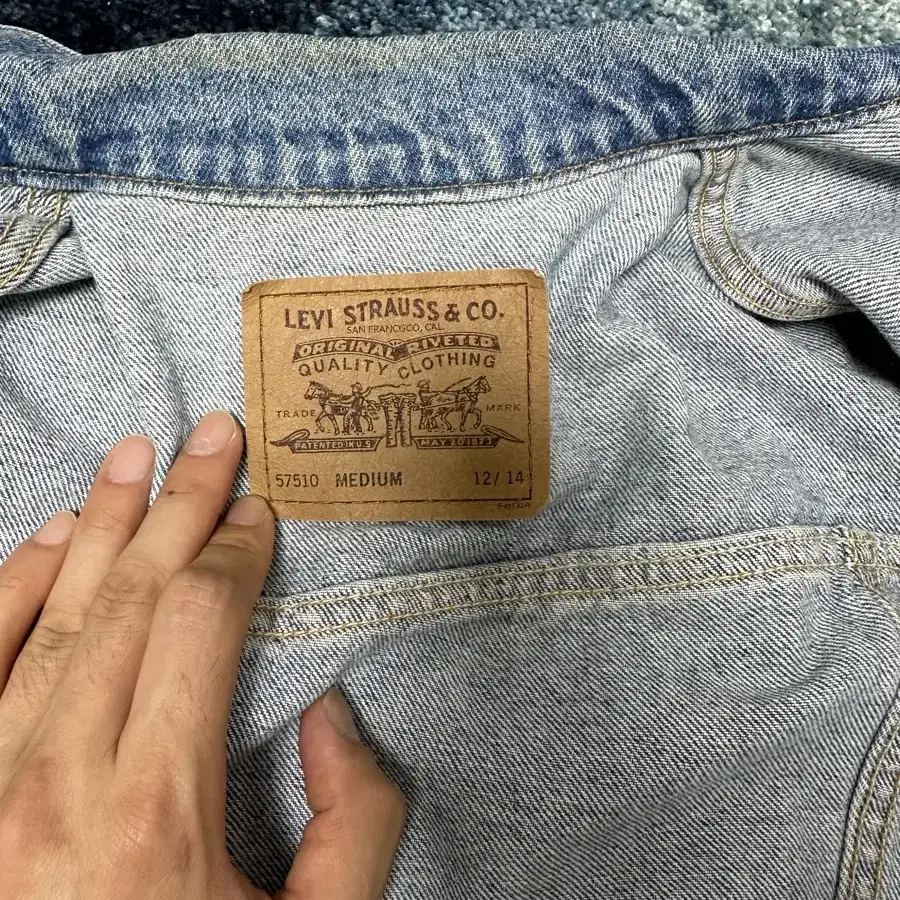 LEVI STRAUSS & CO.
SAN FRANCISCO, CAL
ORIGINAL RIVETED
QUALITY CLOTHING
TRADE MARK
PATENTED IN U.S. MAY 20 1873
57510 MEDIUM 12/14